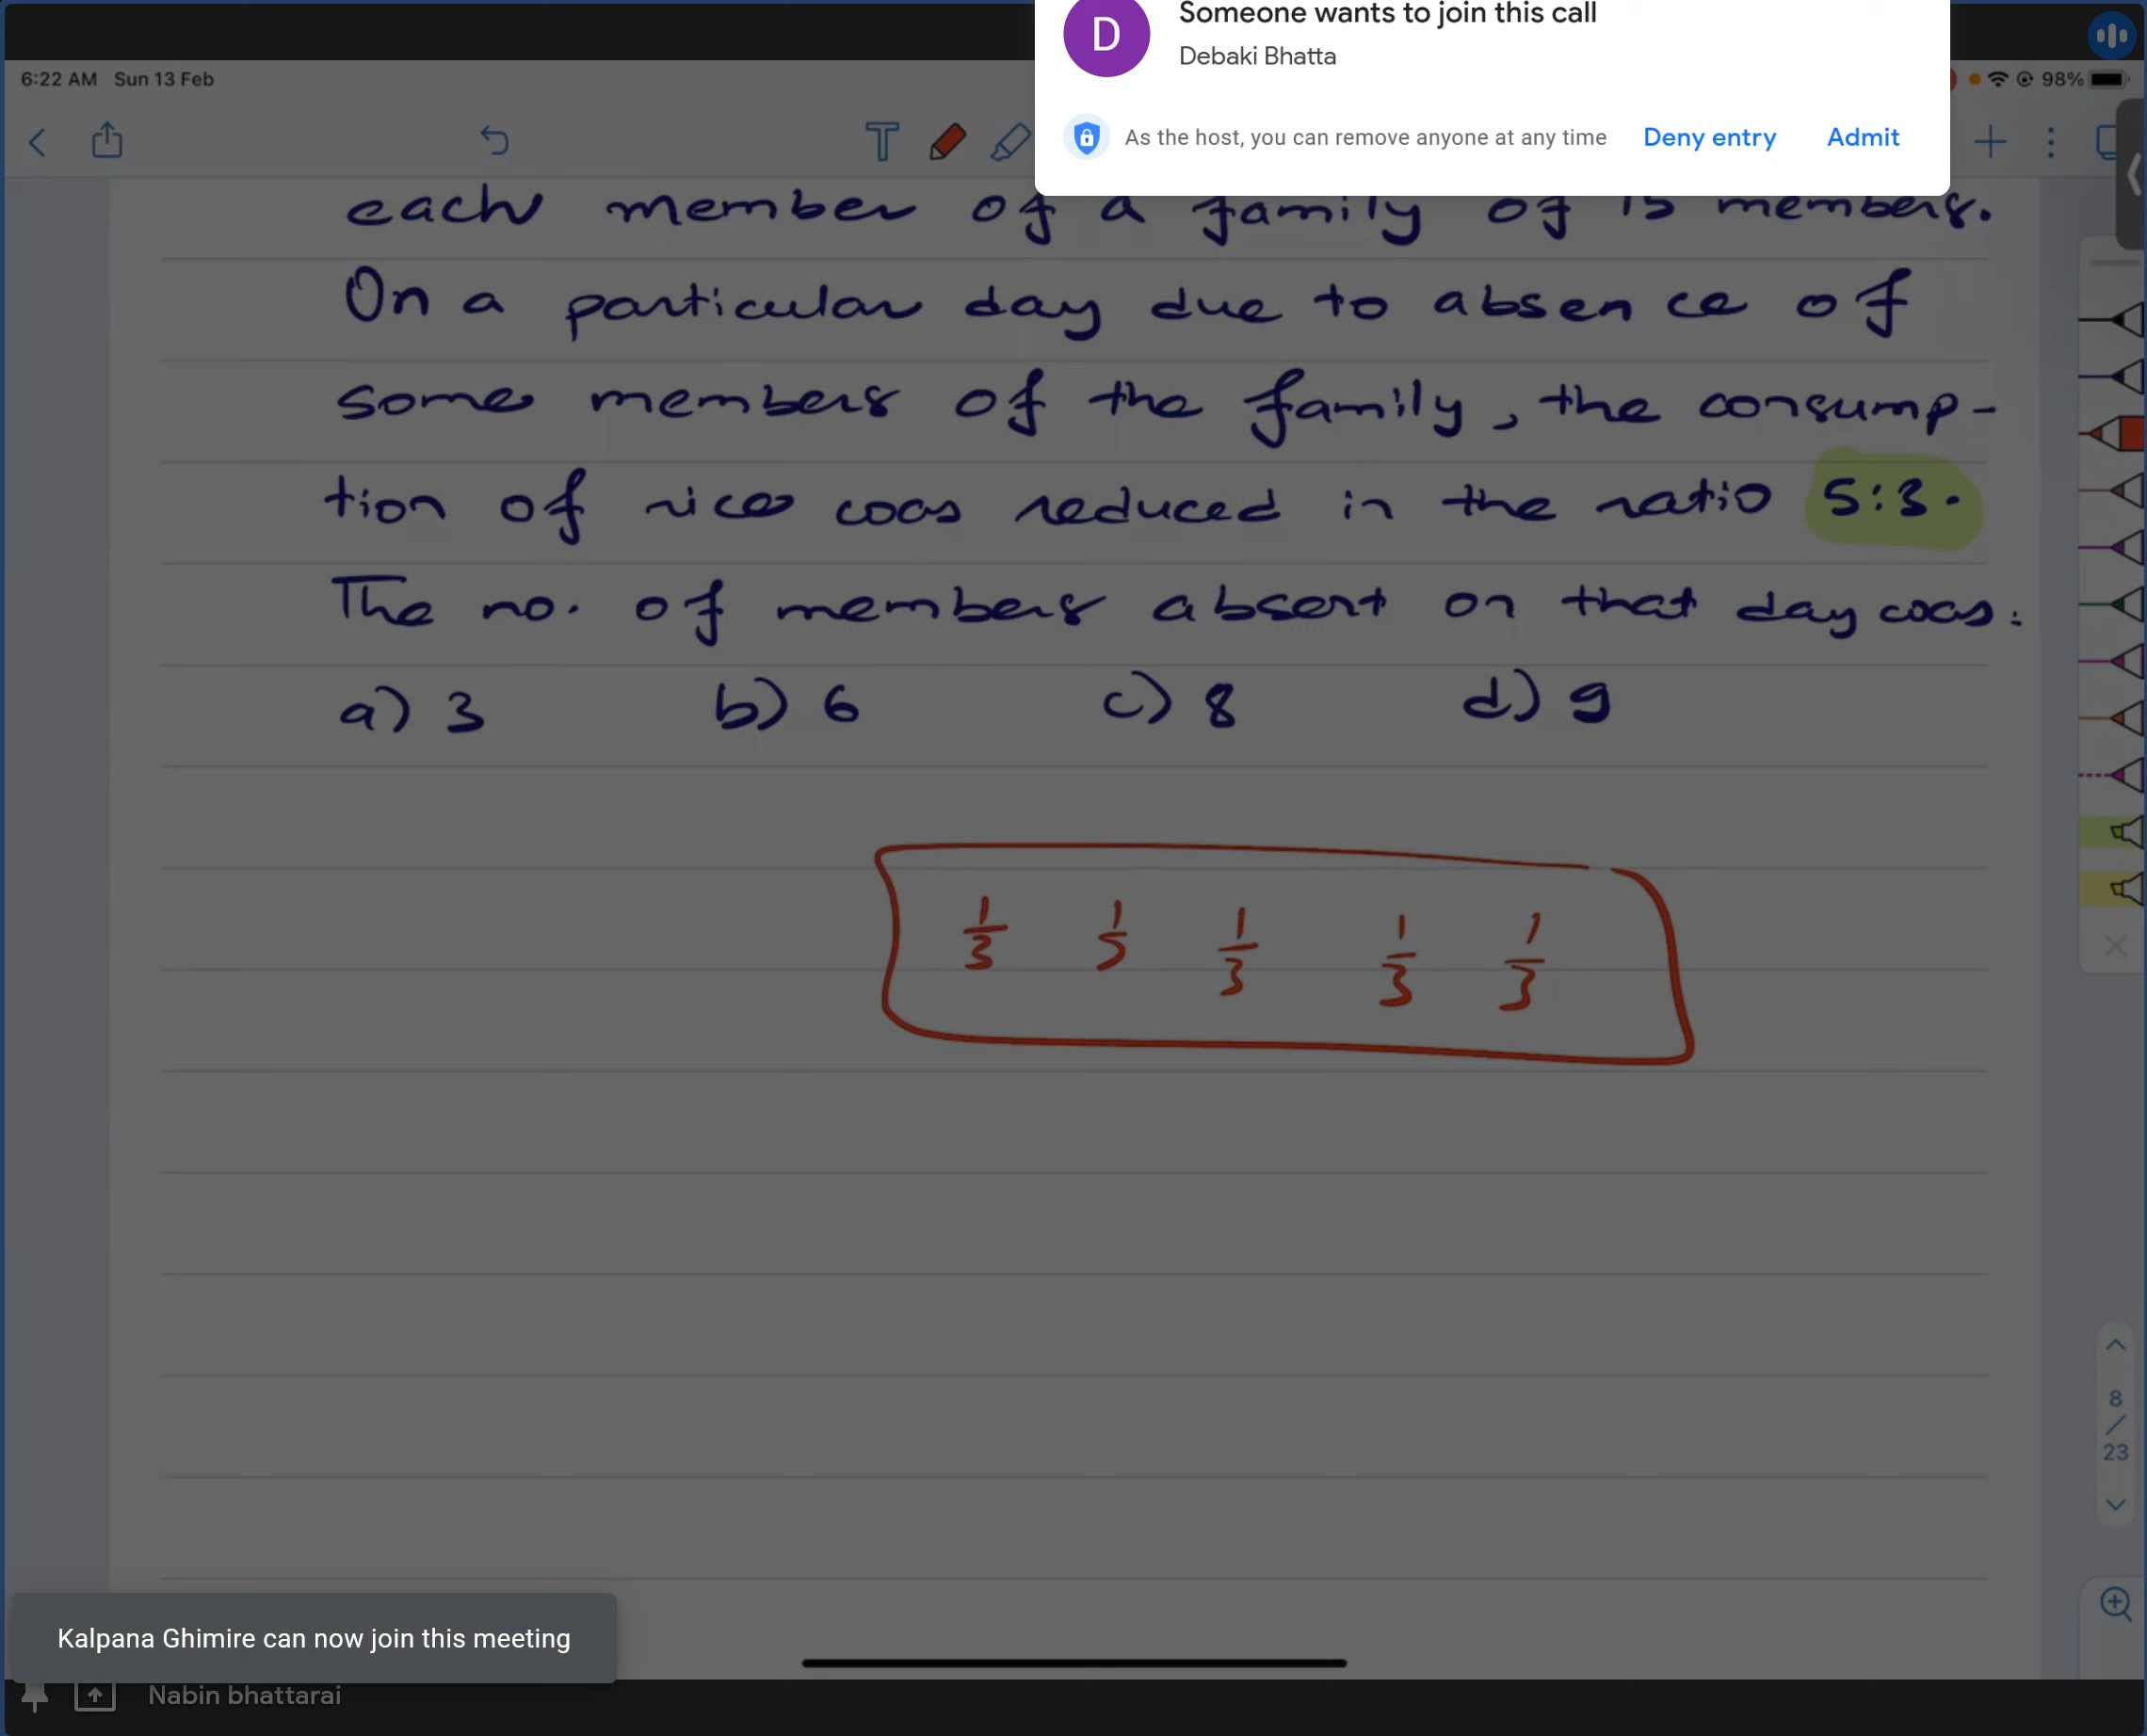 Someone wants to join this call
D
Debaki Bhatta
As the host, you can remove anyone at any time Deny entry Admit
6:22 AM Sun 13 Feb
98%
T
each member of a family of 15 members.
On a particular day due to absence of
some members of the family, the consump-
tion of rice was reduced in the ratio 5:3.
The no. of members absent on that day was:
a) 3 b) 6 c) 8 d) 9
1/3 1/3 1/3 1/3 1/3
8
/
23
Kalpana Ghimire can now join this meeting
Nabin bhattarai